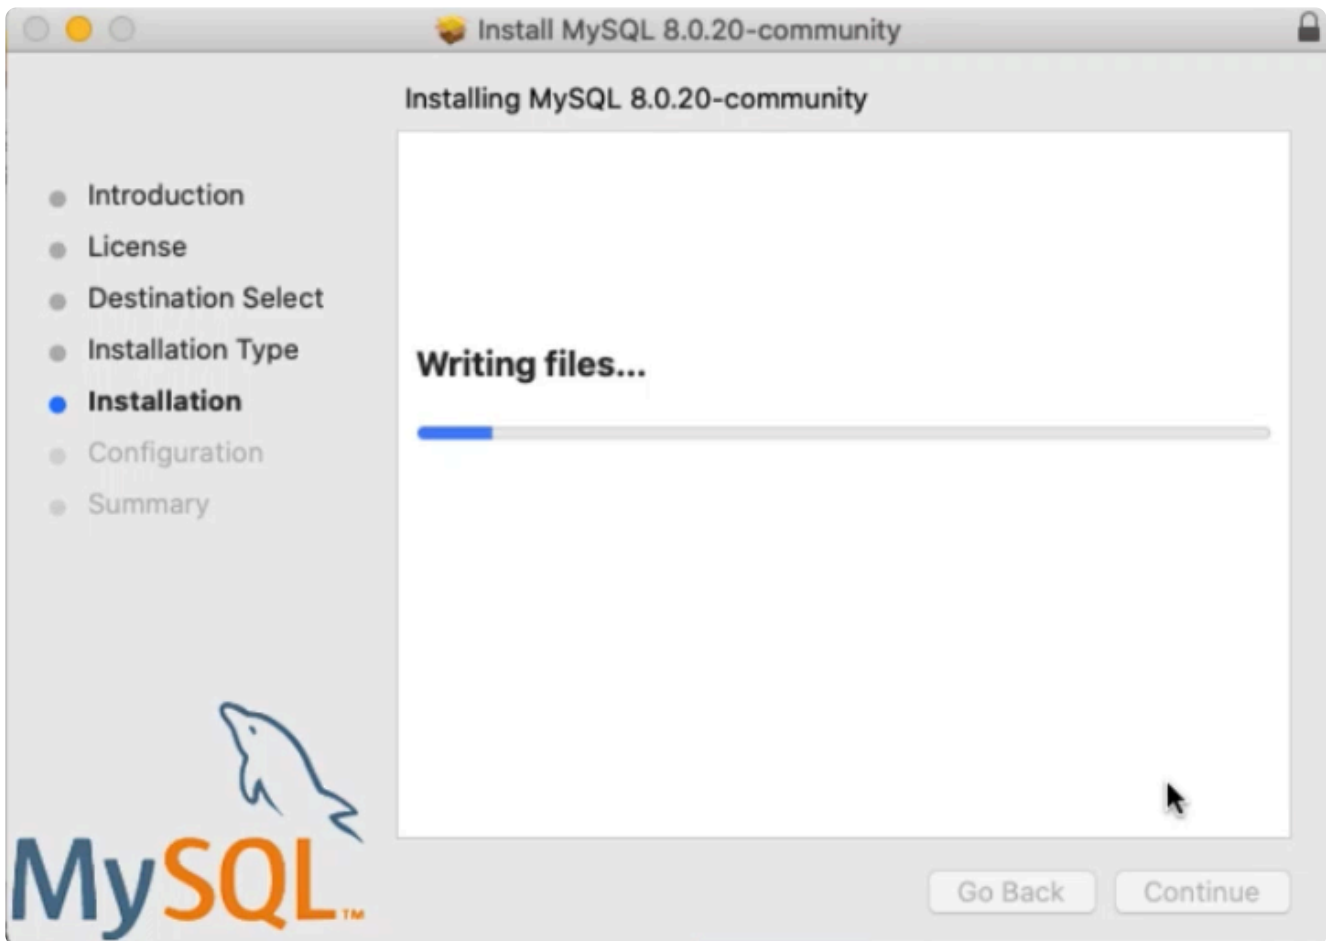 Install MySQL 8.0.20-community
Installing MySQL 8.0.20-community
Introduction
License
Destination Select
Installation Type
Installation
Configuration
Summary
Writing files...
MySQL™
Go Back
Continue